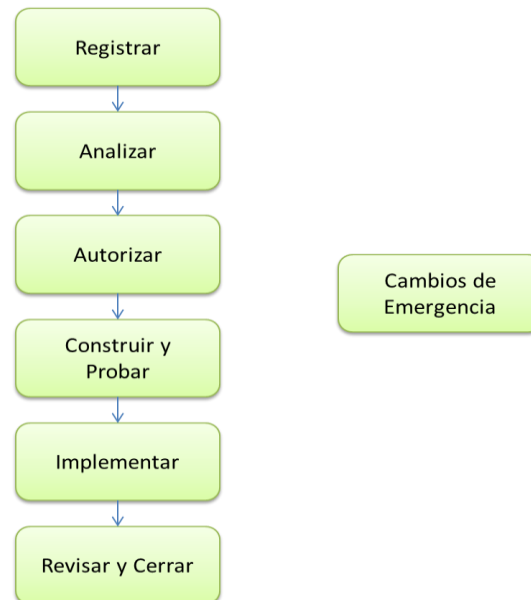 Registrar
Analizar
Autorizar
Construir y
Probar
Implementar
Revisar y Cerrar
Cambios de
Emergencia